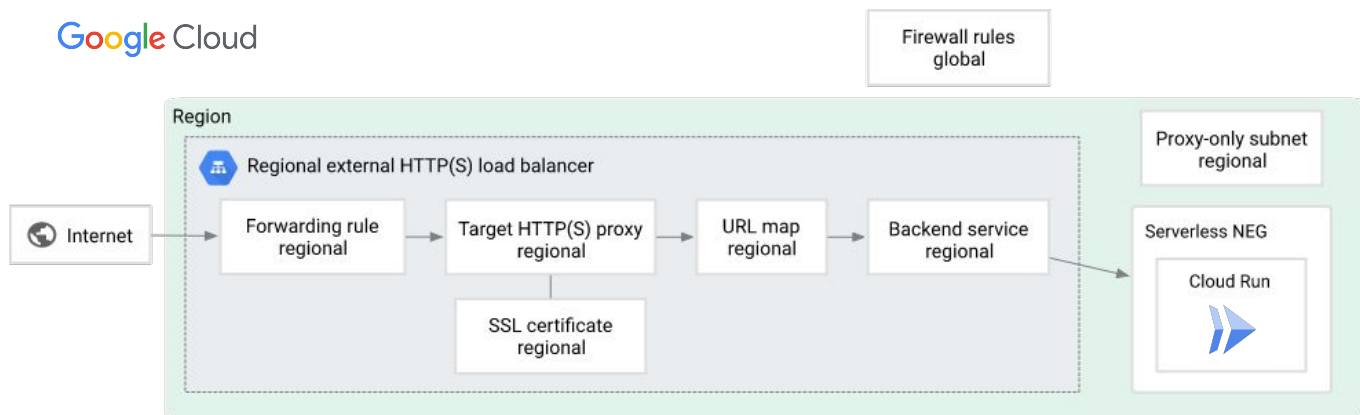 Google Cloud
Firewall rules
global
Region
Proxy-only subnet
regional
Regional external HTTP(S) load balancer
Internet
Forwarding rule
regional
Target HTTP(S) proxy
regional
URL map
regional
Backend service
regional
Serverless NEG
Cloud Run
SSL certificate
regional